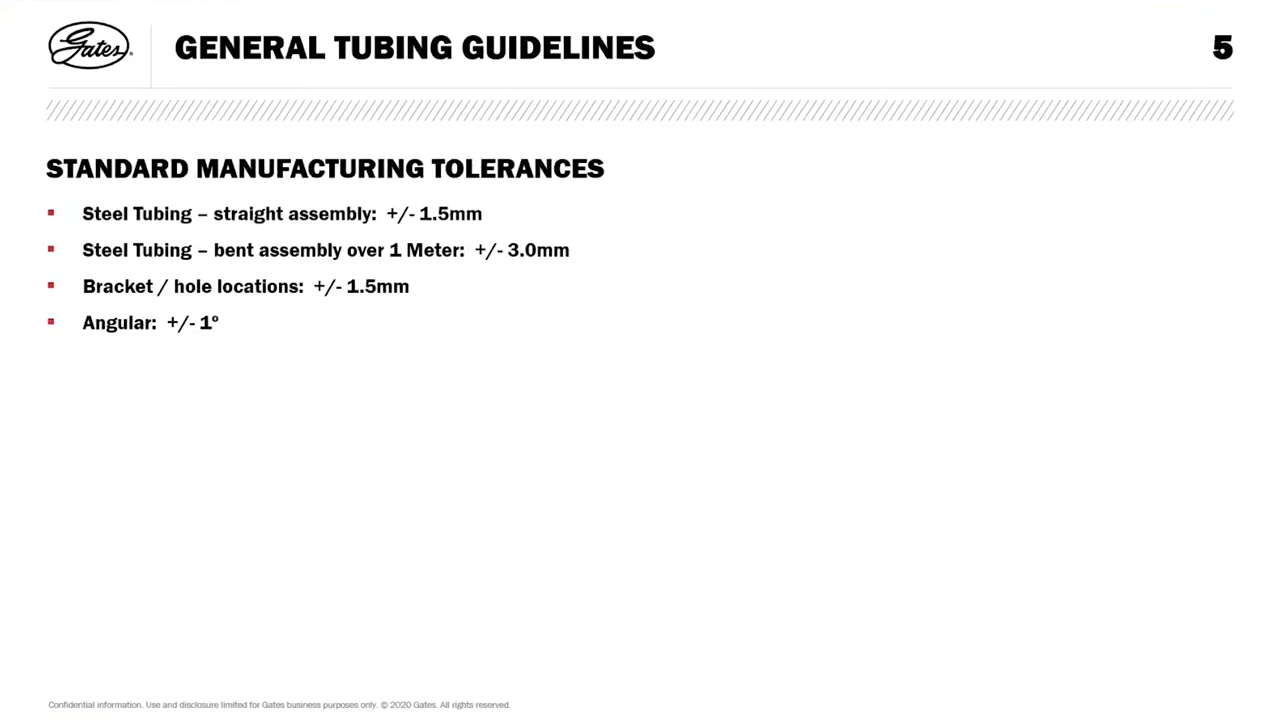 Gates®
GENERAL TUBING GUIDELINES
5
STANDARD MANUFACTURING TOLERANCES
▪ Steel Tubing – straight assembly: +/- 1.5mm
▪ Steel Tubing – bent assembly over 1 Meter: +/- 3.0mm
▪ Bracket / hole locations: +/- 1.5mm
▪ Angular: +/- 1º
Confidential information. Use and disclosure limited for Gates business purposes only. © 2020 Gates. All rights reserved.